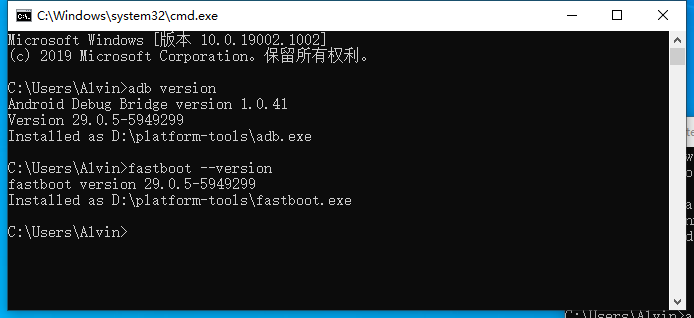 C:\Windows\system32\cmd.exe
Microsoft Windows [版本 10.0.19002.1002]
(c) 2019 Microsoft Corporation。保留所有权利。
C:\Users\Alvin>adb version
Android Debug Bridge version 1.0.41
Version 29.0.5-5949299
Installed as D:\platform-tools\adb.exe
C:\Users\Alvin>fastboot --version
fastboot version 29.0.5-5949299
Installed as D:\platform-tools\fastboot.exe
C:\Users\Alvin>
C:\Users\Alvin>a